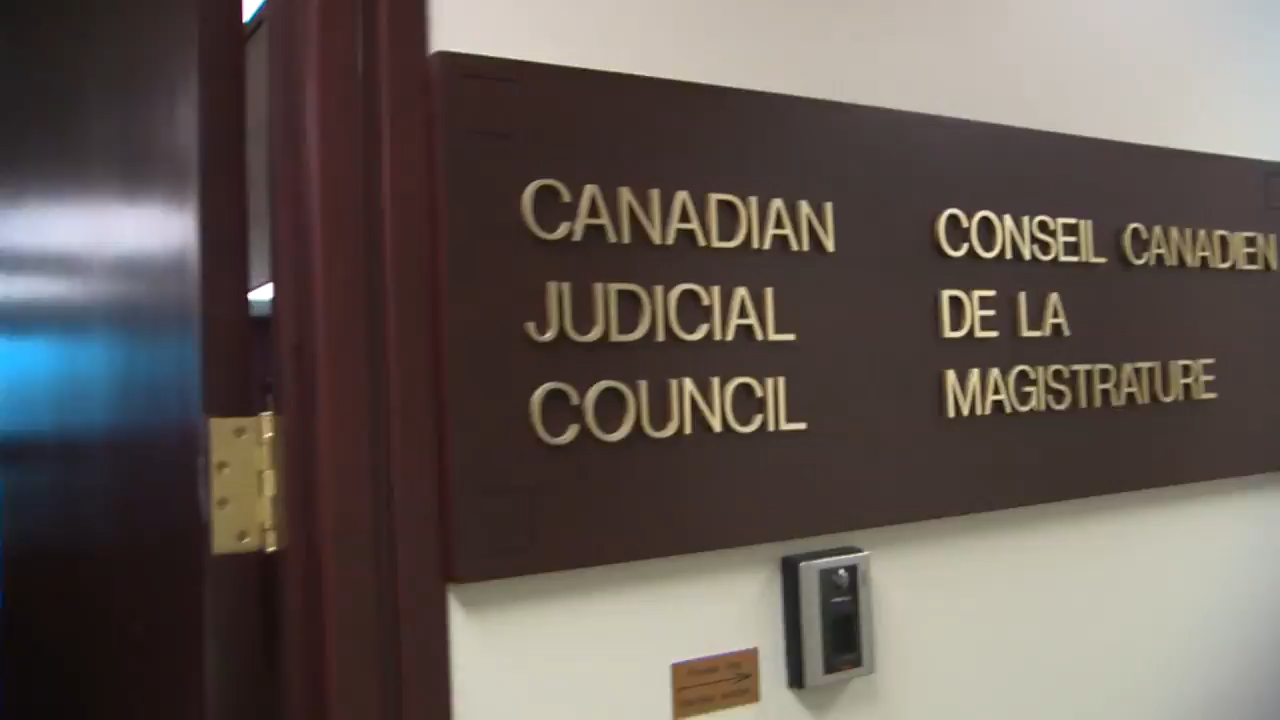 CANADIAN
JUDICIAL
COUNCIL
CONSEIL CANADIEN
DE LA
MAGISTRATURE